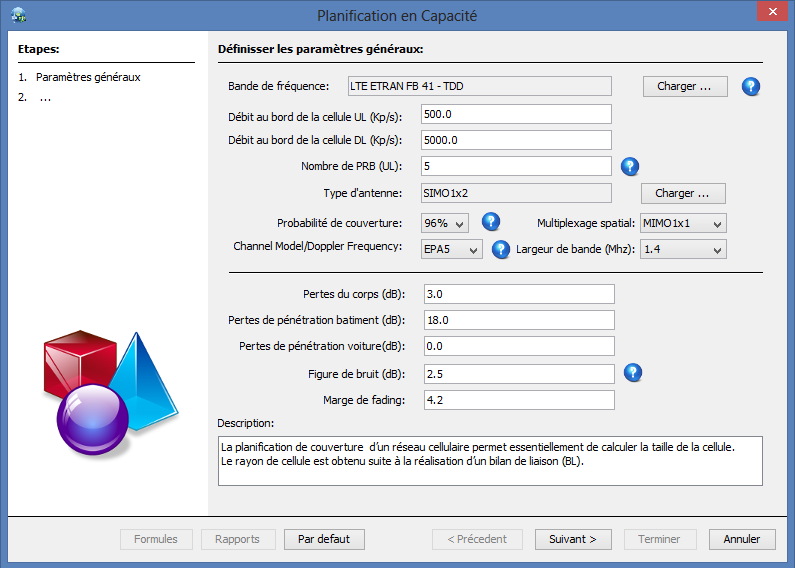 Planification en Capacité
Etapes:
1. Paramètres généraux
2. ...
Définisser les paramètres généraux:
Bande de fréquence: LTE ETRAN FB 41 - TDD Charger ...
Débit au bord de la cellule UL (Kp/s): 500.0
Débit au bord de la cellule DL (Kp/s): 5000.0
Nombre de PRB (UL): 5
Type d'antenne: SIMO1x2 Charger ...
Probabilité de couverture: 96% Multiplexage spatial: MIMO1x1
Channel Model/Doppler Frequency: EPA5 Largeur de bande (Mhz): 1.4
Pertes du corps (dB): 3.0
Pertes de pénétration batiment (dB): 18.0
Pertes de pénétration voiture(dB): 0.0
Figure de bruit (dB): 2.5
Marge de fading: 4.2
Description:
La planification de couverture d'un réseau cellulaire permet essentiellement de calculer la taille de la cellule.
Le rayon de cellule est obtenu suite à la réalisation d'un bilan de liaison (BL).
Formules Rapports Par defaut < Précedent Suivant > Terminer Annuler